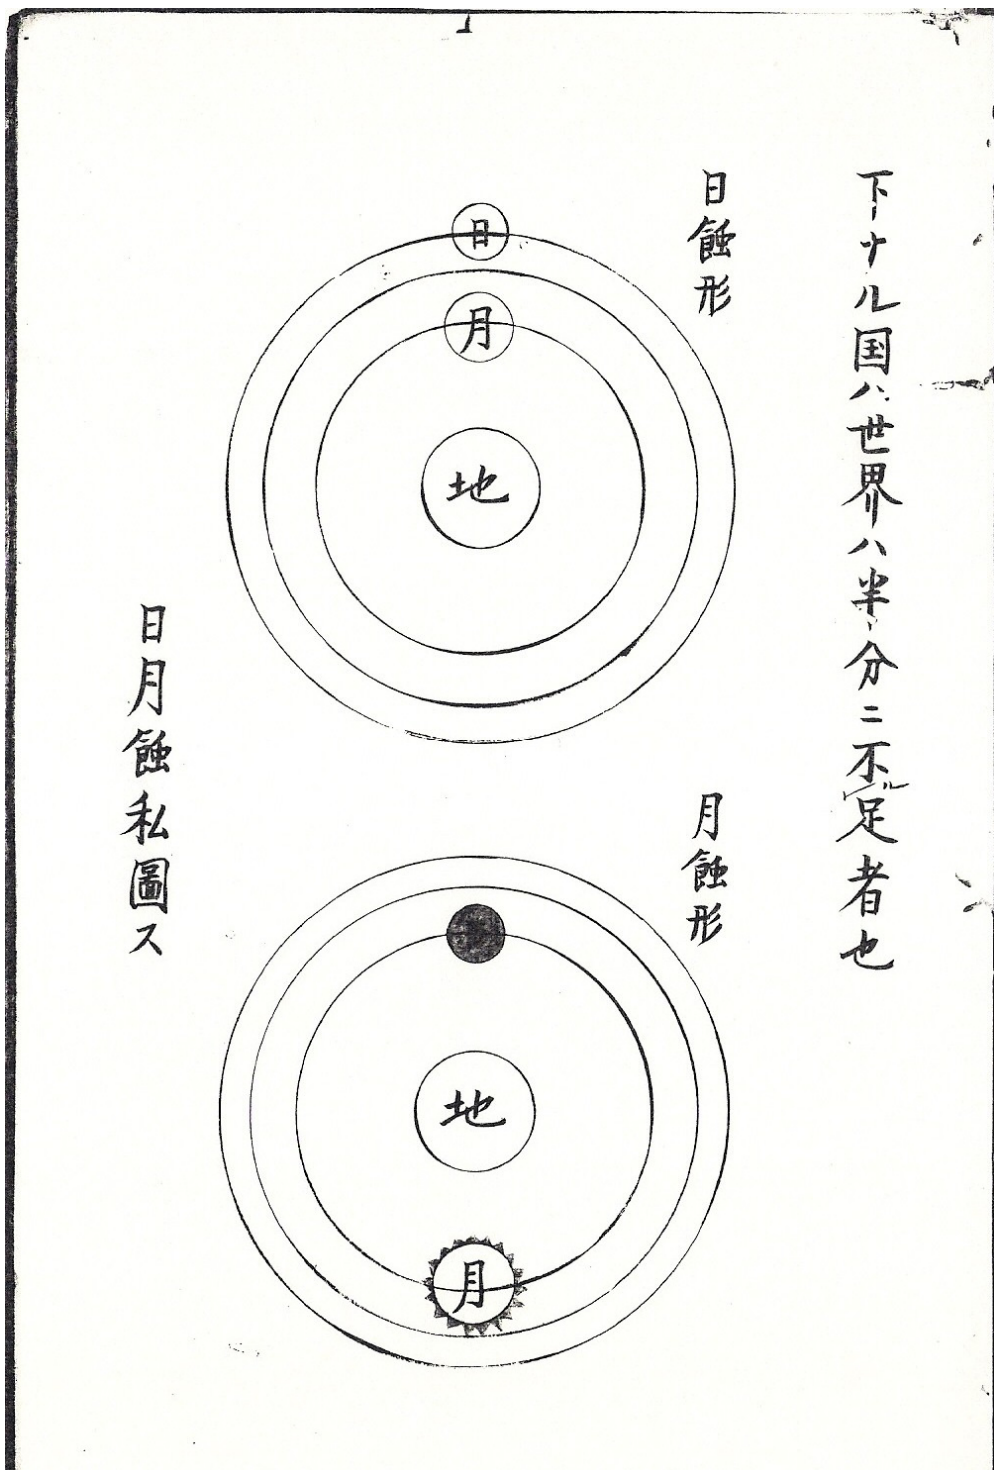 下ナル国ハ世界ハ半分ニ不足者也
日蝕形
日
月
地
月蝕形
地
月
日月蝕私圖ス